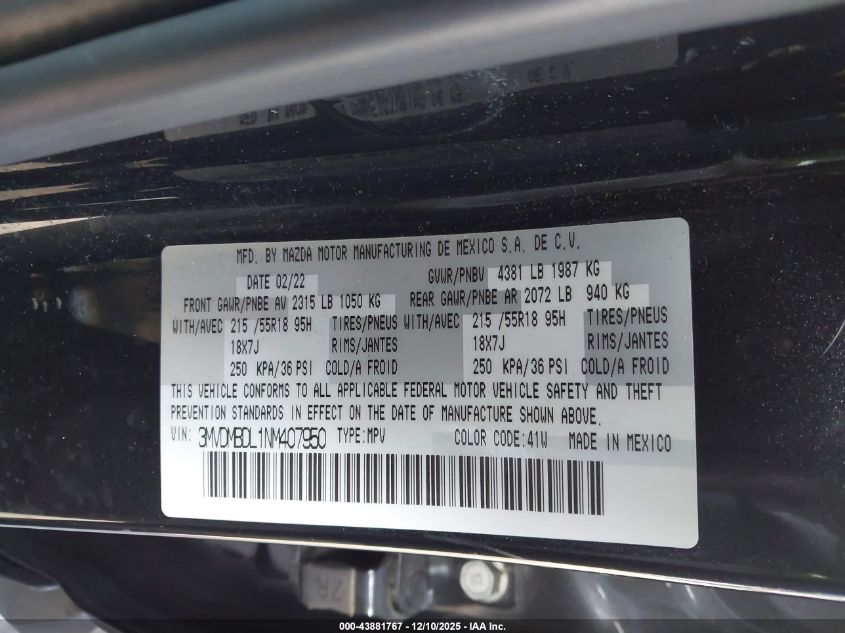 MFD. BY MAZDA MOTOR MANUFACTURING DE MEXICO S.A. DE C.V.
DATE 02/22 GVWR/PNBV 4381 LB 1987 KG
FRONT GAWR/PNBE AV 2315 LB 1050 KG REAR GAWR/PNBE AR 2072 LB 940 KG
WITH/AVEC 215 /55R18 95H TIRES/PNEUS WITH/AVEC 215 /55R18 95H TIRES/PNEUS
18X7J RIMS/JANTES 18X7J RIMS/JANTES
250 KPA/36 PSI COLD/A FROID 250 KPA/36 PSI COLD/A FROID
THIS VEHICLE CONFORMS TO ALL APPLICABLE FEDERAL MOTOR VEHICLE SAFETY AND THEFT
PREVENTION STANDARDS IN EFFECT ON THE DATE OF MANUFACTURE SHOWN ABOVE.
VIN: 3MVDMBDL1NM407950 TYPE:MPV COLOR CODE:41W MADE IN MEXICO
000-43881767 - 12/10/2025 - IAA Inc.